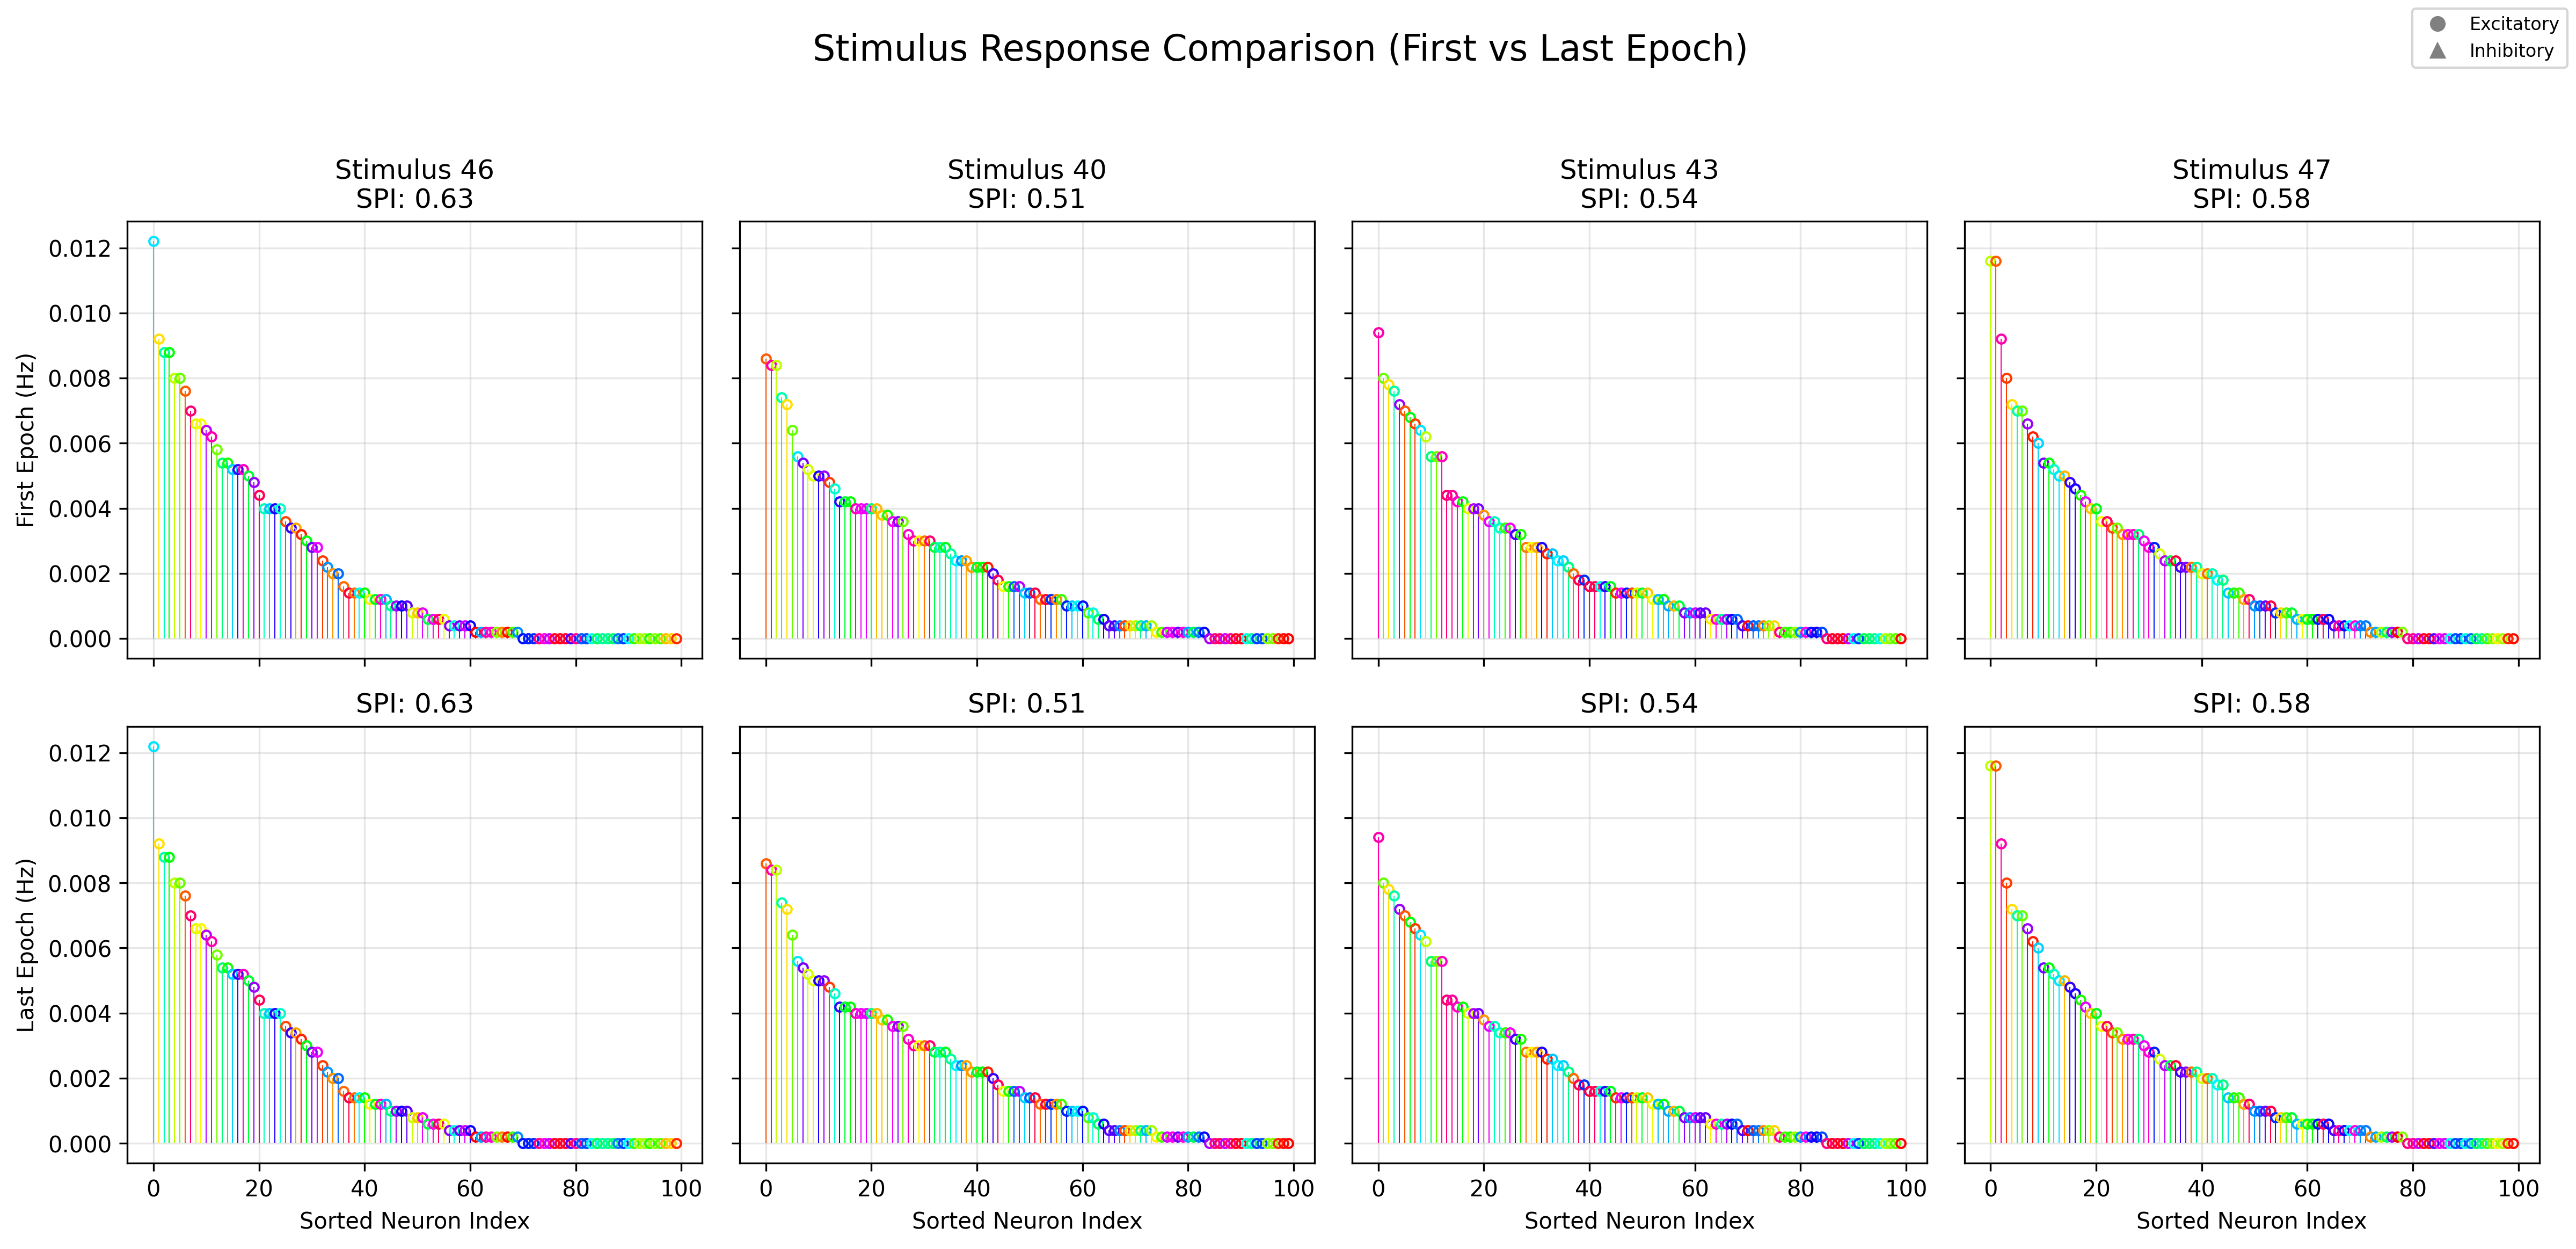 Stimulus Response Comparison (First vs Last Epoch)
Excitatory
Inhibitory
Stimulus 46
SPI: 0.63
Stimulus 40
SPI: 0.51
Stimulus 43
SPI: 0.54
Stimulus 47
SPI: 0.58
First Epoch (Hz)
0.012
0.010
0.008
0.006
0.004
0.002
0.000
SPI: 0.63
SPI: 0.51
SPI: 0.54
SPI: 0.58
Last Epoch (Hz)
0.012
0.010
0.008
0.006
0.004
0.002
0.000
0 20 40 60 80 100
0 20 40 60 80 100
0 20 40 60 80 100
0 20 40 60 80 100
Sorted Neuron Index
Sorted Neuron Index
Sorted Neuron Index
Sorted Neuron Index